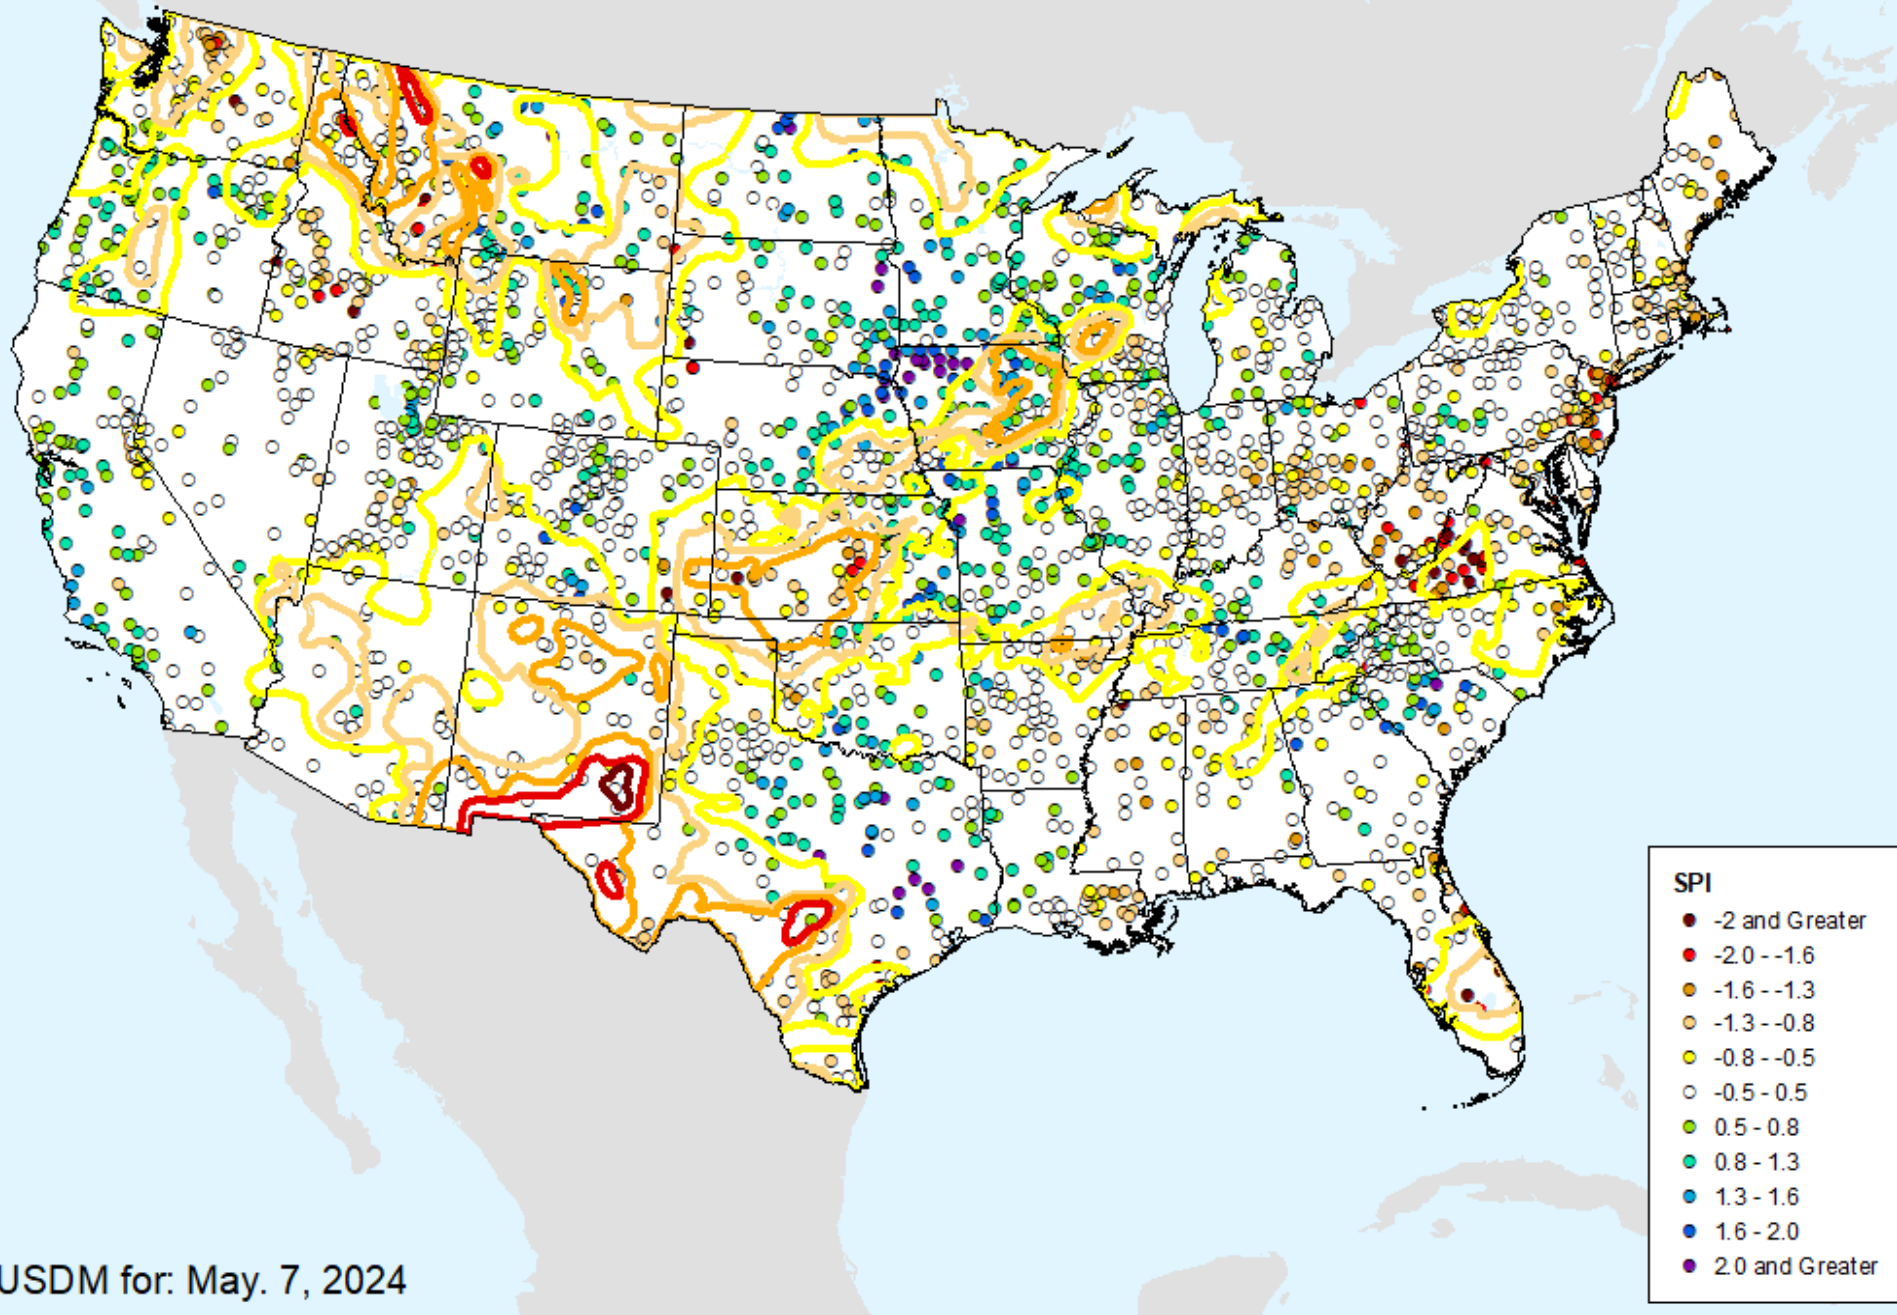 SPI
-2 and Greater
-2.0 - -1.6
-1.6 - -1.3
-1.3 - -0.8
-0.8 - -0.5
-0.5 - 0.5
0.5 - 0.8
0.8 - 1.3
1.3 - 1.6
1.6 - 2.0
2.0 and Greater
USDM for: May. 7, 2024